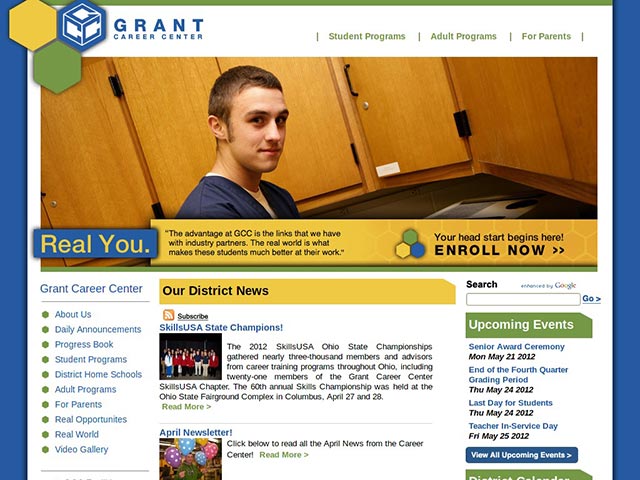 GRANT
CAREER CENTER
| Student Programs | Adult Programs | For Parents |
"The advantage at GCC is the links that we have
with industry partners. The real world is what
makes these students much better at their work."
Real You.
Your head start begins here!
ENROLL NOW >>
Grant Career Center
About Us
Daily Announcements
Progress Book
Student Programs
District Home Schools
Adult Programs
For Parents
Real Opportunites
Real World
Video Gallery
Our District News
Subscribe
SkillsUSA State Champions!
The 2012 SkillsUSA Ohio State Championships
gathered nearly three-thousand members and advisors
from career training programs throughout Ohio, including
twenty-one members of the Grant Career Center
SkillsUSA Chapter. The 60th annual Skills Championship was held at the
Ohio State Fairground Complex in Columbus, April 27 and 28.
Read More >
April Newsletter!
Click below to read all the April News from the Career
Center! Read More >
Search enhanced by Google
Go >
Upcoming Events
Senior Award Ceremony
Mon May 21 2012
End of the Fourth Quarter
Grading Period
Thu May 24 2012
Last Day for Students
Thu May 24 2012
Teacher In-Service Day
Fri May 25 2012
View All Upcoming Events >
District Calendar